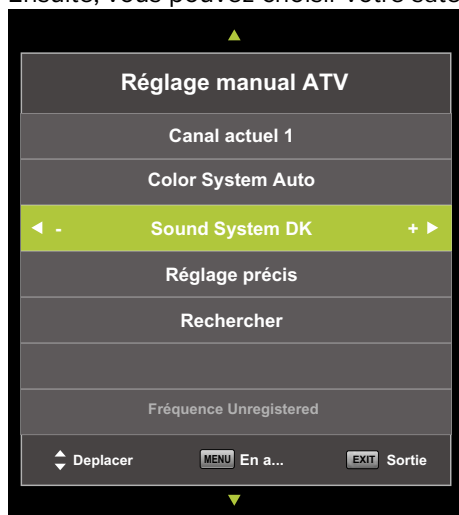 Réglage manual ATV
Canal actuel 1
Color System Auto
- Sound System DK +
Réglage précis
Rechercher
Fréquence Unregistered
Deplacer MENU En a... EXIT Sortie